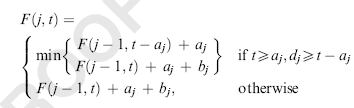 F(j, t) =
{ min{ F(j − 1, t − a_j) + a_j
F(j − 1, t) + a_j + b_j } if t ⩾ a_j, d_j ⩾ t − a_j
F(j − 1, t) + a_j + b_j, otherwise